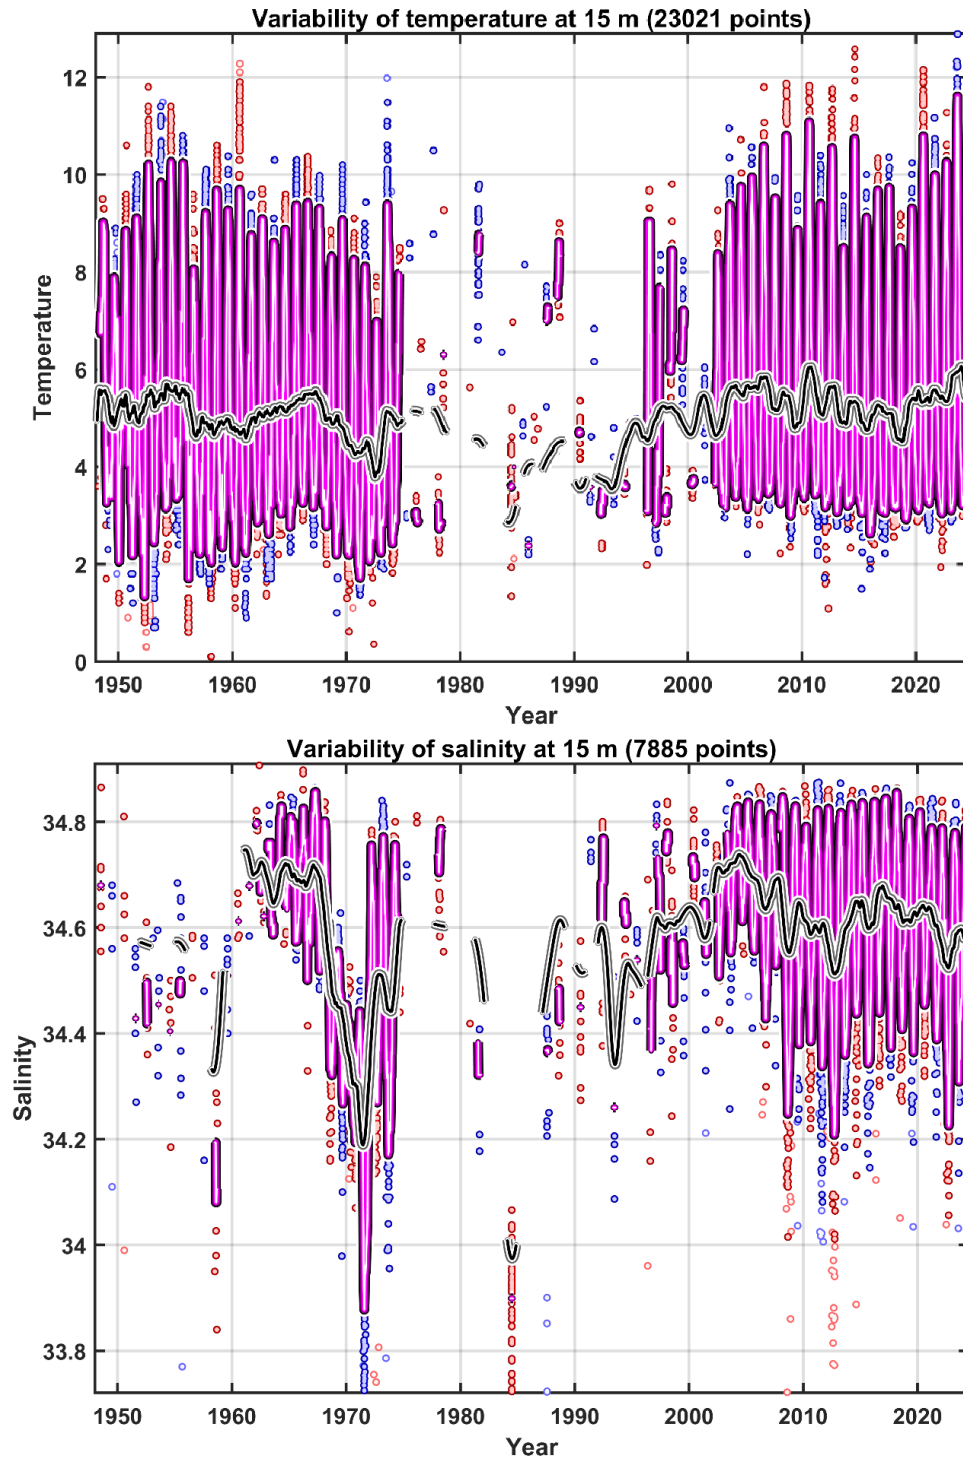 Variability of temperature at 15 m (23021 points)
12
10
8
6
4
2
0
Temperature
1950 1960 1970 1980 1990 2000 2010 2020
Year
Variability of salinity at 15 m (7885 points)
34.8
34.6
34.4
34.2
34
33.8
Salinity
1950 1960 1970 1980 1990 2000 2010 2020
Year